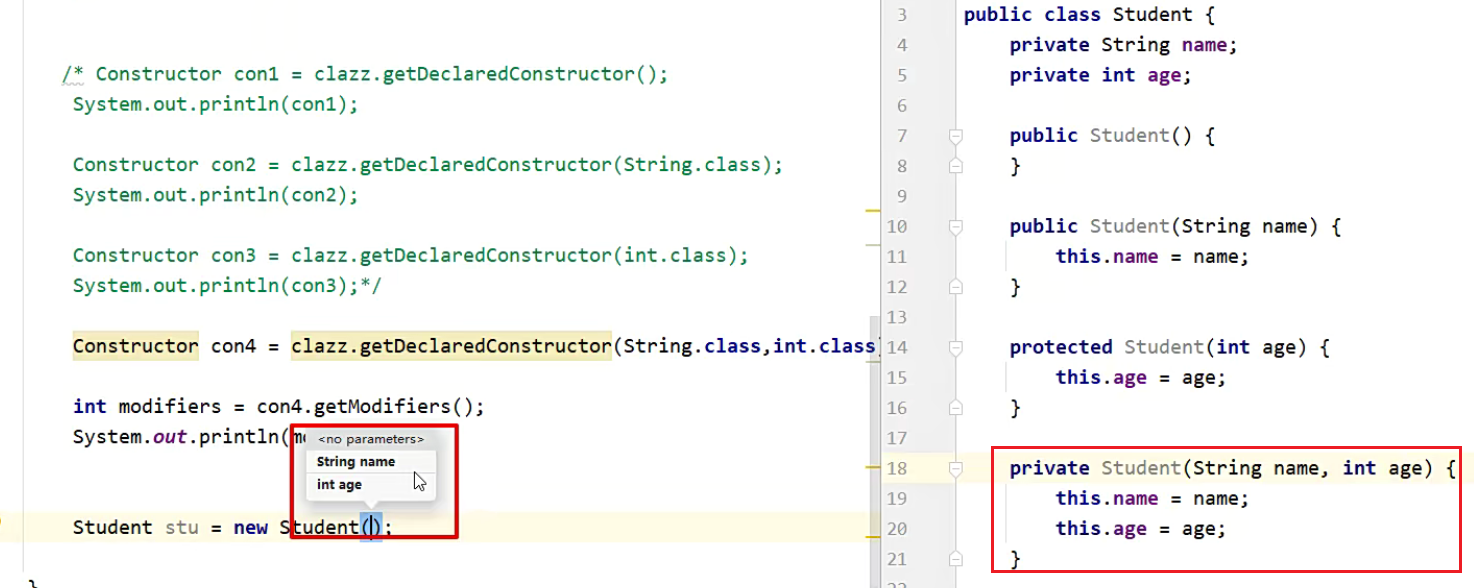 /* Constructor con1 = clazz.getDeclaredConstructor();
System.out.println(con1);
Constructor con2 = clazz.getDeclaredConstructor(String.class);
System.out.println(con2);
Constructor con3 = clazz.getDeclaredConstructor(int.class);
System.out.println(con3);*/
Constructor con4 = clazz.getDeclaredConstructor(String.class,int.class
int modifiers = con4.getModifiers();
System.out.println(
<no parameters>
String name
int age
Student stu = new Student();
}
3 public class Student {
4 private String name;
5 private int age;
6
7 public Student() {
8 }
9
10 public Student(String name) {
11 this.name = name;
12 }
13
14 protected Student(int age) {
15 this.age = age;
16 }
17
18 private Student(String name, int age) {
19 this.name = name;
20 this.age = age;
21 }